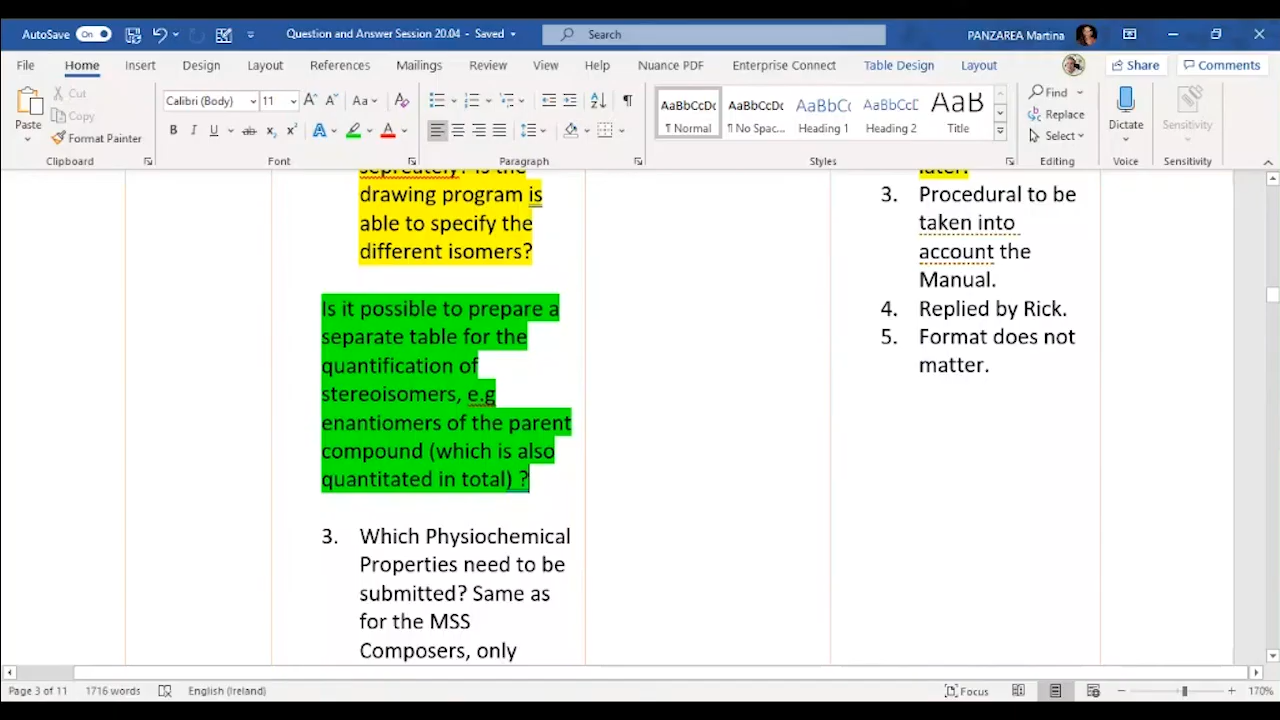 AutoSave On
Question and Answer Session 20.04 - Saved
Search
PANZAREA Martina
File Home Insert Design Layout References Mailings Review View Help Nuance PDF Enterprise Connect Table Design Layout
Share Comments
Paste
Cut
Copy
Format Painter
Clipboard
Calibri (Body) 11
Font
Paragraph
AaBbCcDc AaBbCcDc AaBbCc AaBbCcD AaB
¶ Normal ¶ No Spac... Heading 1 Heading 2 Title
Styles
Find
Replace
Select
Editing
Dictate
Voice
Sensitivity
Sensitivity
sepreately? Is the
drawing program is
able to specify the
different isomers?
Is it possible to prepare a
separate table for the
quantification of
stereoisomers, e.g
enantiomers of the parent
compound (which is also
quantitated in total) ?
3. Which Physiochemical
Properties need to be
submitted? Same as
for the MSS
Composers, only
later.
3. Procedural to be
taken into
account the
Manual.
4. Replied by Rick.
5. Format does not
matter.
Page 3 of 11 1716 words English (Ireland)
Focus
170%